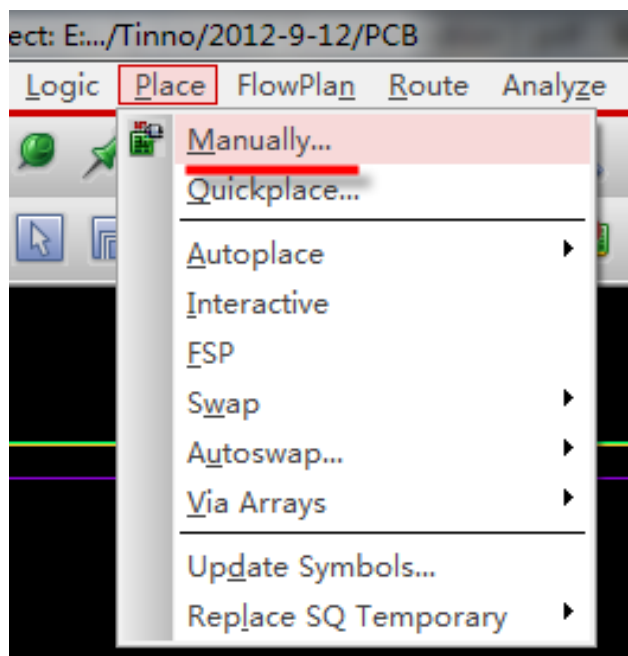 ect: E:.../Tinno/2012-9-12/PCB
Logic Place FlowPlan Route Analyze
Manually...
Quickplace...
Autoplace
Interactive
FSP
Swap
Autoswap...
Via Arrays
Update Symbols...
Replace SQ Temporary